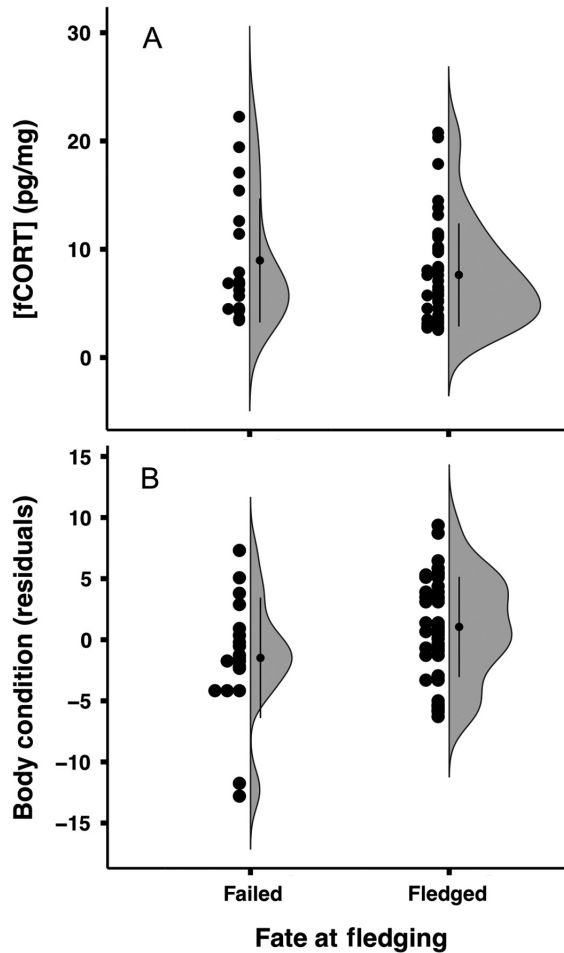 A
[fCORT] (pg/mg)
30
20
10
0
B
Body condition (residuals)
15
10
5
0
−5
−10
−15
Failed Fledged
Fate at fledging